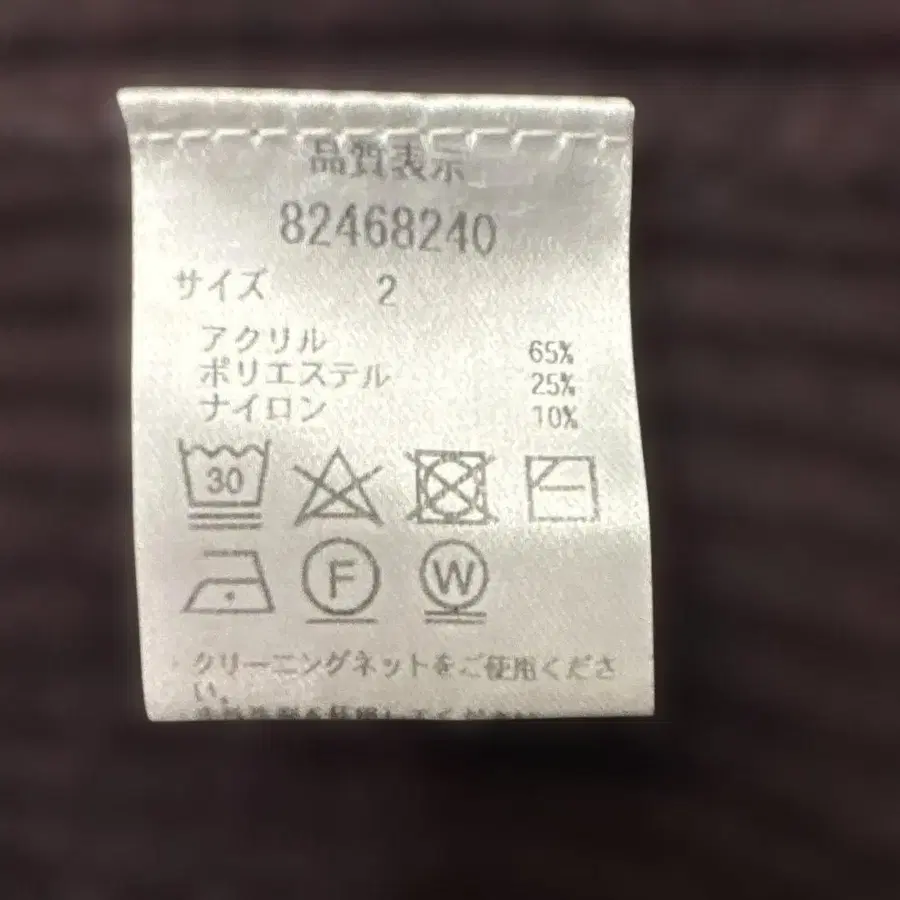 品質表示
82468240
サイズ 2
アクリル 65%
ポリエステル 25%
ナイロン 10%
30
F
W
・クリーニングネットをご使用くださ
い。